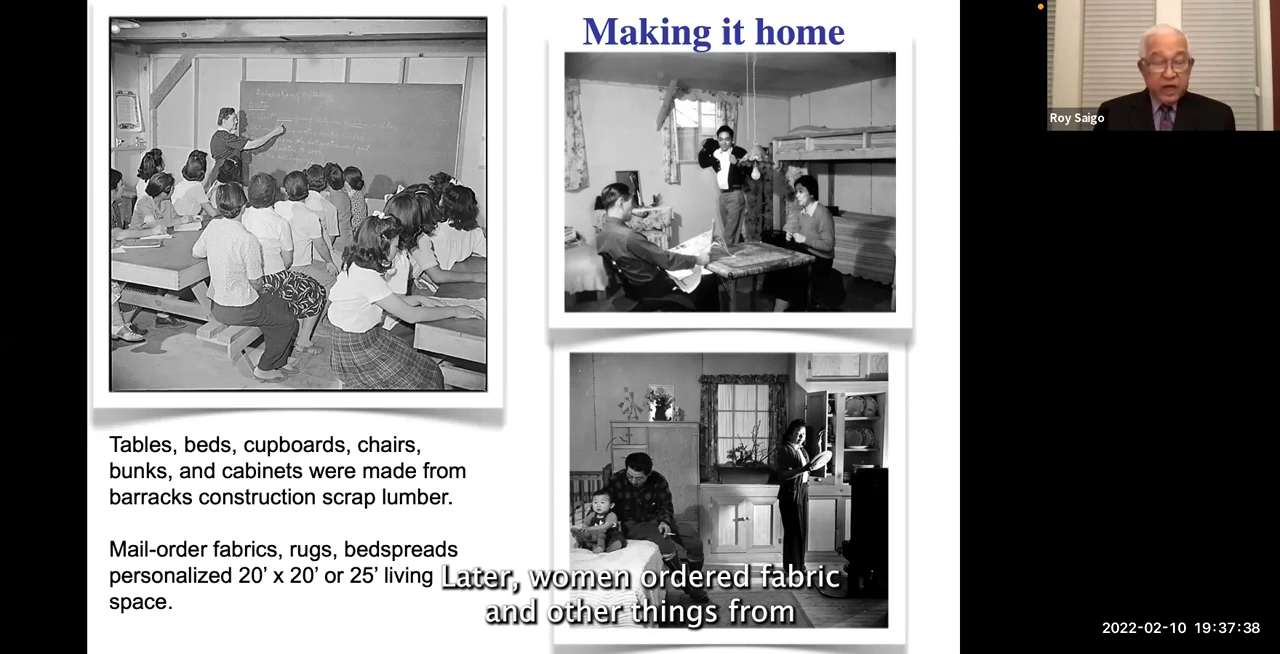 Making it home
Roy Saigo
Tables, beds, cupboards, chairs,
bunks, and cabinets were made from
barracks construction scrap lumber.
Mail-order fabrics, rugs, bedspreads
personalized 20’ x 20’ or 25’ living
space.
Later, women ordered fabric
and other things from
2022-02-10 19:37:38